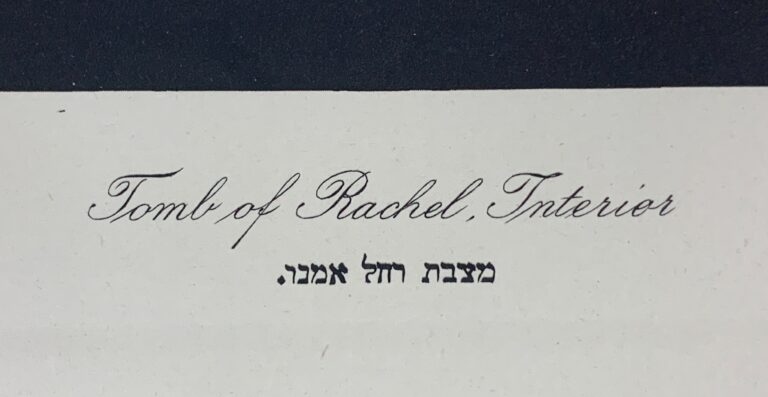 Tomb of Rachel, Interior
מצבת רחל אמנו.